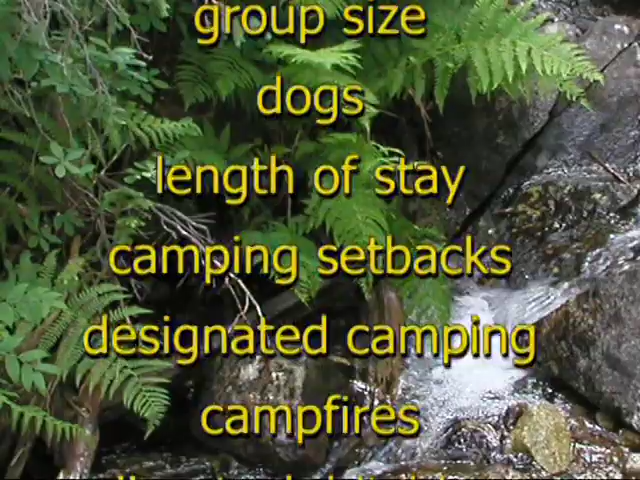 group size
dogs
length of stay
camping setbacks
designated camping
campfires